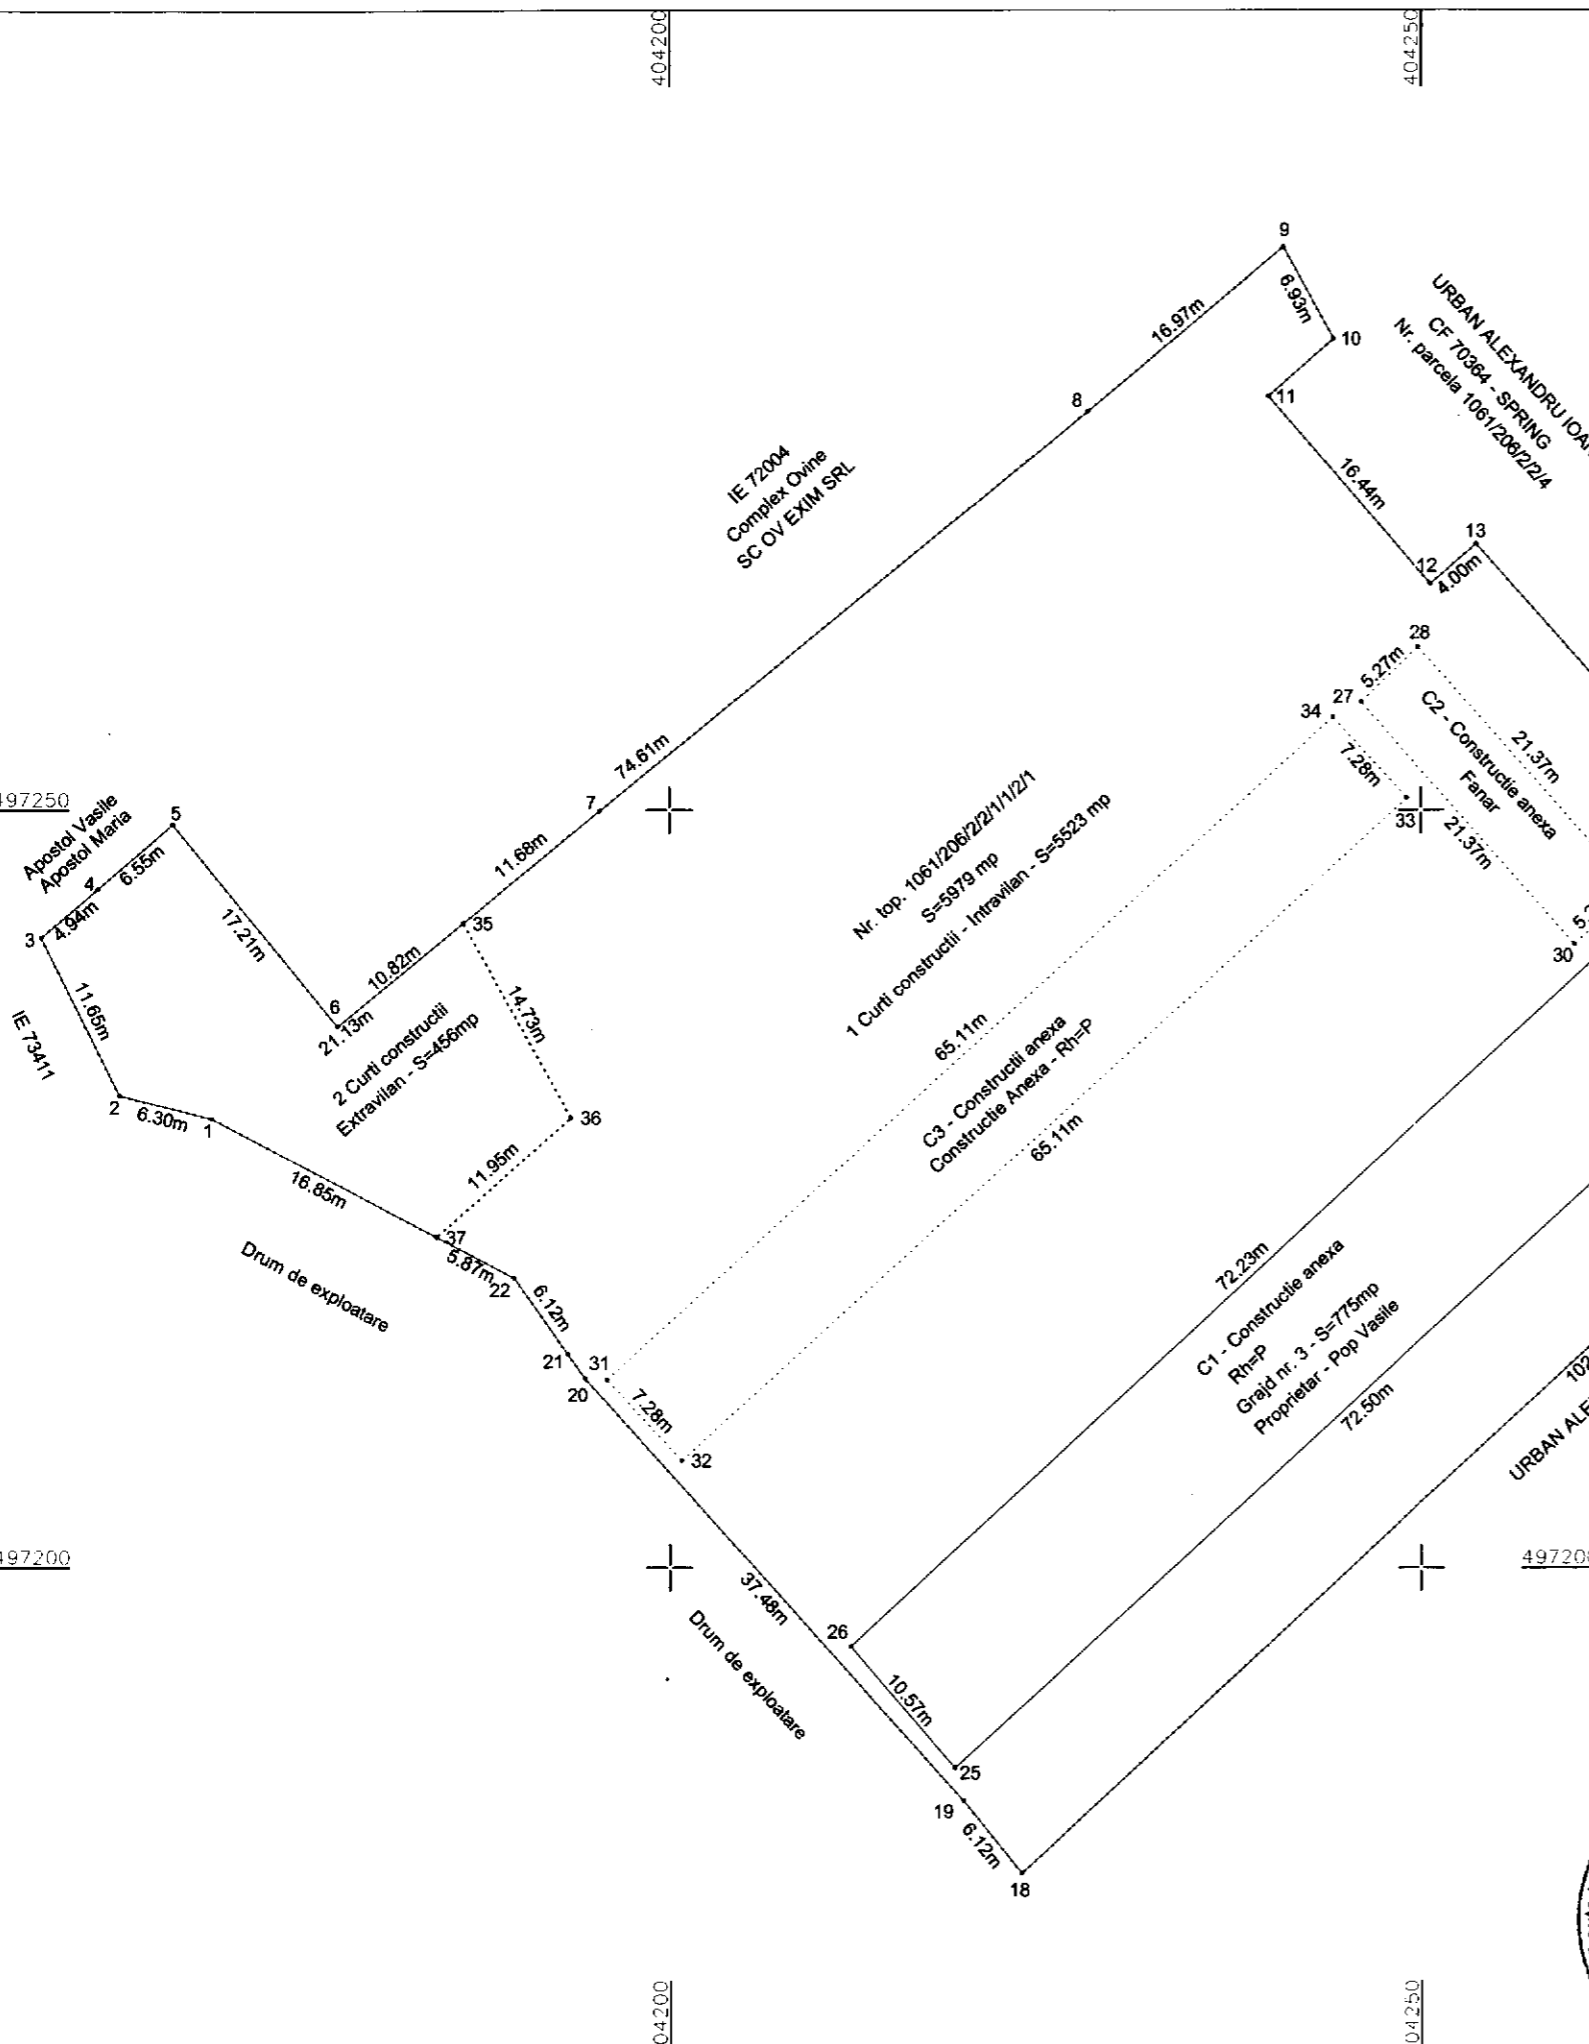 404200
404250
9
6.93m
16.97m
10
URBAN ALEXANDRU
CF 70364 - SPRING
Nr. parcela 1061/206/2/2/4
8
11
16.44m
IE 72004
Complex Ovine
SC OV EXIM SRL
13
12
4.00m
28
5.27m
27
34
C2 - Constructie anexa
Fanar
21.37m
7.28m
74.61m
7
33
21.37m
30
497250
Apostol Vasile
Apostol Maria
5
4
6.55m
3
4.94m
17.21m
11.68m
35
10.82m
6
21.13m
11.65m
IE 73411
2
6.30m
1
2 Curti constructii
Extravilan - S=456mp
14.73m
36
Nr. top. 1061/206/2/2/1/1/2/1
S=5979 mp
1 Curti constructii - Intravilan - S=5523 mp
65.11m
C3 - Constructii anexa
Constructie Anexa - Rh=P
65.11m
11.95m
16.85m
37
5.87m
22
6.12m
Drum de exploatare
21
31
20
7.28m
32
72.23m
C1 - Constructie anexa
Rh=P
Grajd nr. 3 - S=775mp
Proprietar - Pop Vasile
72.50m
102
URBAN
497200
37.48m
Drum de exploatare
26
10.57m
25
19
6.12m
18
04200
04250